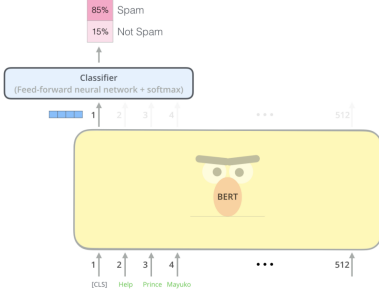 85% Spam
15% Not Spam
Classifier
(Feed-forward neural network + softmax)
1 2 3 4 ••• 512
BERT
1 2 3 4 ••• 512
[CLS] Help Prince Mayuko